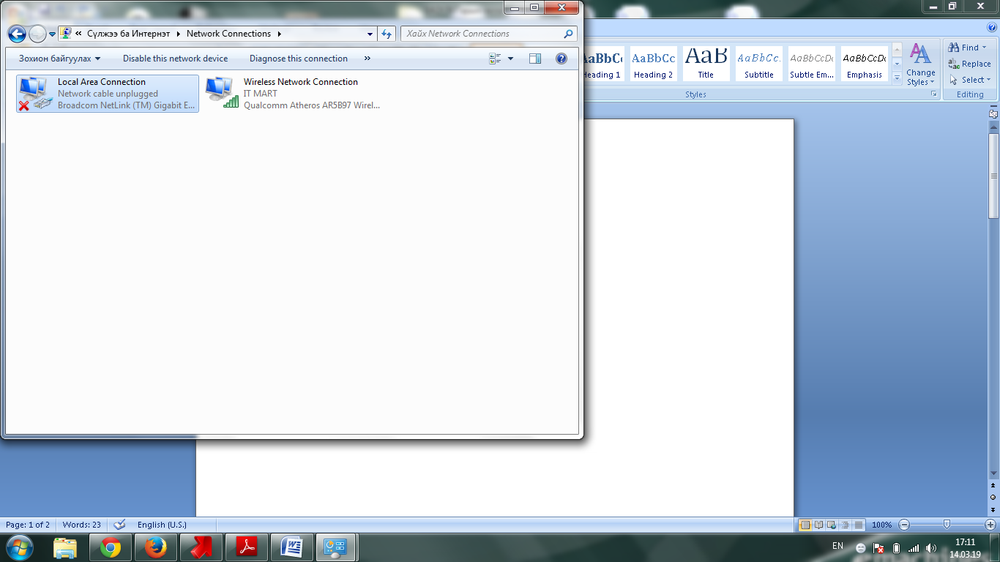 « Сүлжээ ба Интернэт Network Connections
Хайх Network Connections
Зохион байгуулах Disable this network device Diagnose this connection »
Local Area Connection
Network cable unplugged
Broadcom NetLink (TM) Gigabit E...
Wireless Network Connection
IT MART
Qualcomm Atheros AR5B97 Wirel...
AaBbCc
Heading 1
AaBbCc
Heading 2
AaB
Title
AaBbCc.
Subtitle
AaBbCcDc
Subtle Em...
AaBbCcDc
Emphasis
Change
Styles
Styles
Find
Replace
Select
Editing
Page: 1 of 2 Words: 23 English (U.S.) 100%
EN 17:11
14.03.19